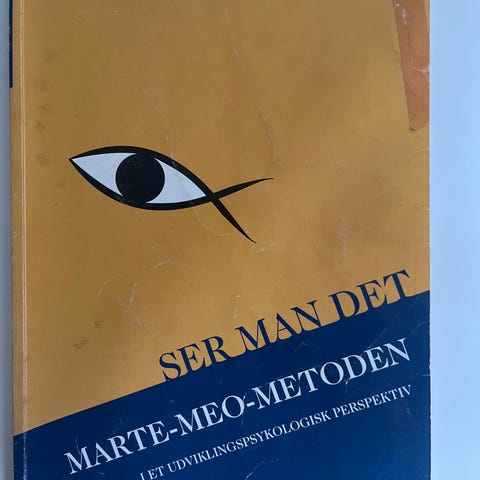 SER MAN DET
MARTE-MEO-METODEN
I ET UDVIKLINGSPSYKOLOGISK PERSPEKTIV